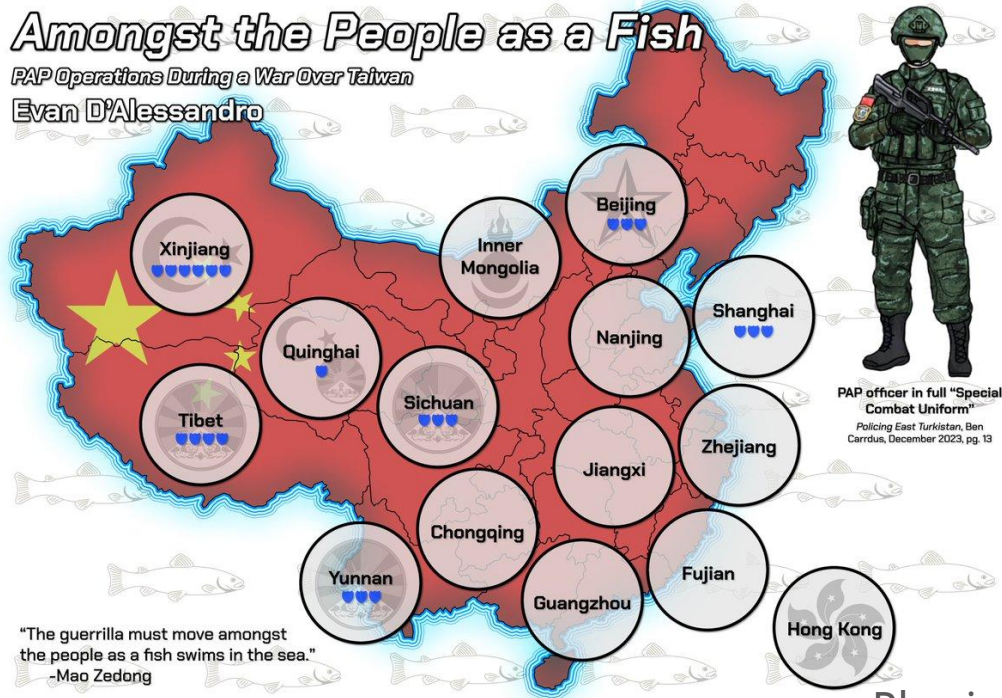 Amongst the People as a Fish
PAP Operations During a War Over Taiwan
Evan D'Alessandro
Beijing
Xinjiang
Inner
Mongolia
Shanghai
Nanjing
Quinghai
Sichuan
Tibet
PAP officer in full “Special
Combat Uniform”
Policing East Turkistan, Ben
Carrdus, December 2023, pg. 13
Zhejiang
Jiangxi
Chongqing
Yunnan
Fujian
Guangzhou
Hong Kong
“The guerrilla must move amongst
the people as a fish swims in the sea.”
-Mao Zedong